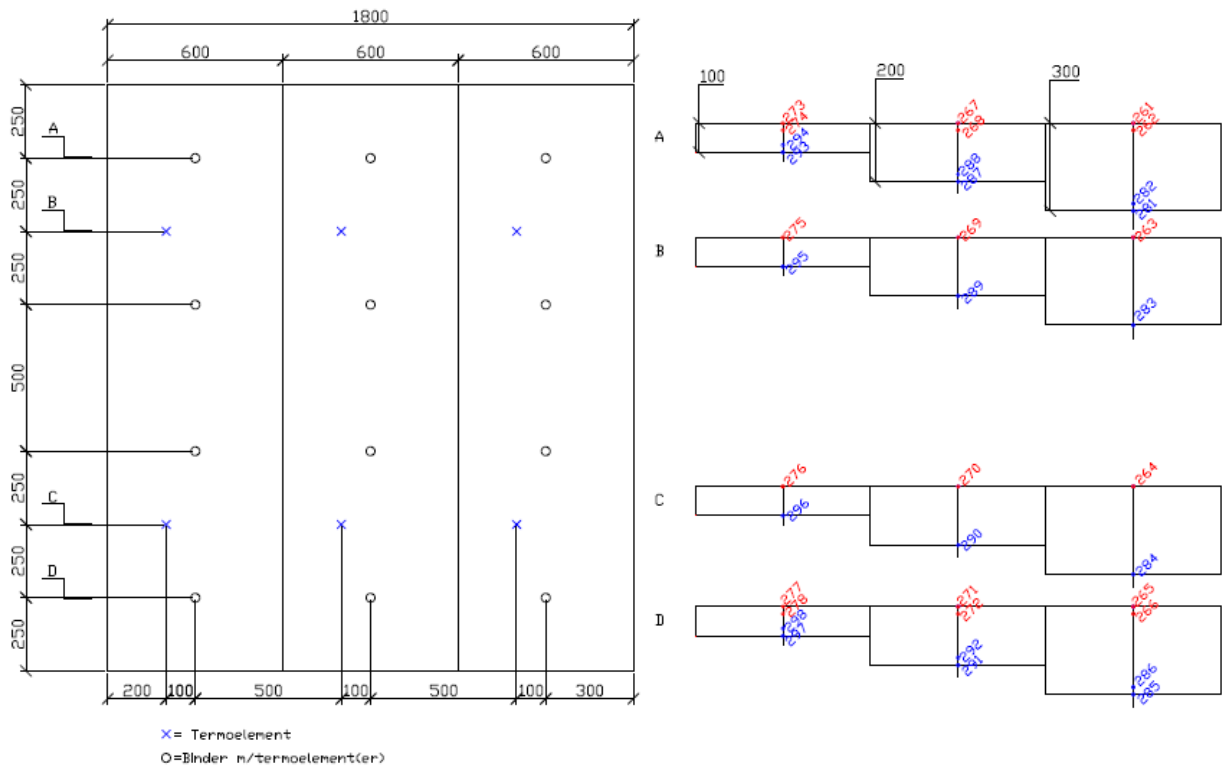 1800
600 600 600
250
A
250
B
250
500
250
C
250
D
250
200 100 500 100 500 100 300
X= Termoelement
O=Binder m/termoelement(er)
100 200 300
A
273 267 261
274 268 262
294 288 282
293 287 281
B
275 269 263
295 289 283
C
276 270 264
296 290 284
D
277 271 265
278 272 266
298 292 286
297 291 285